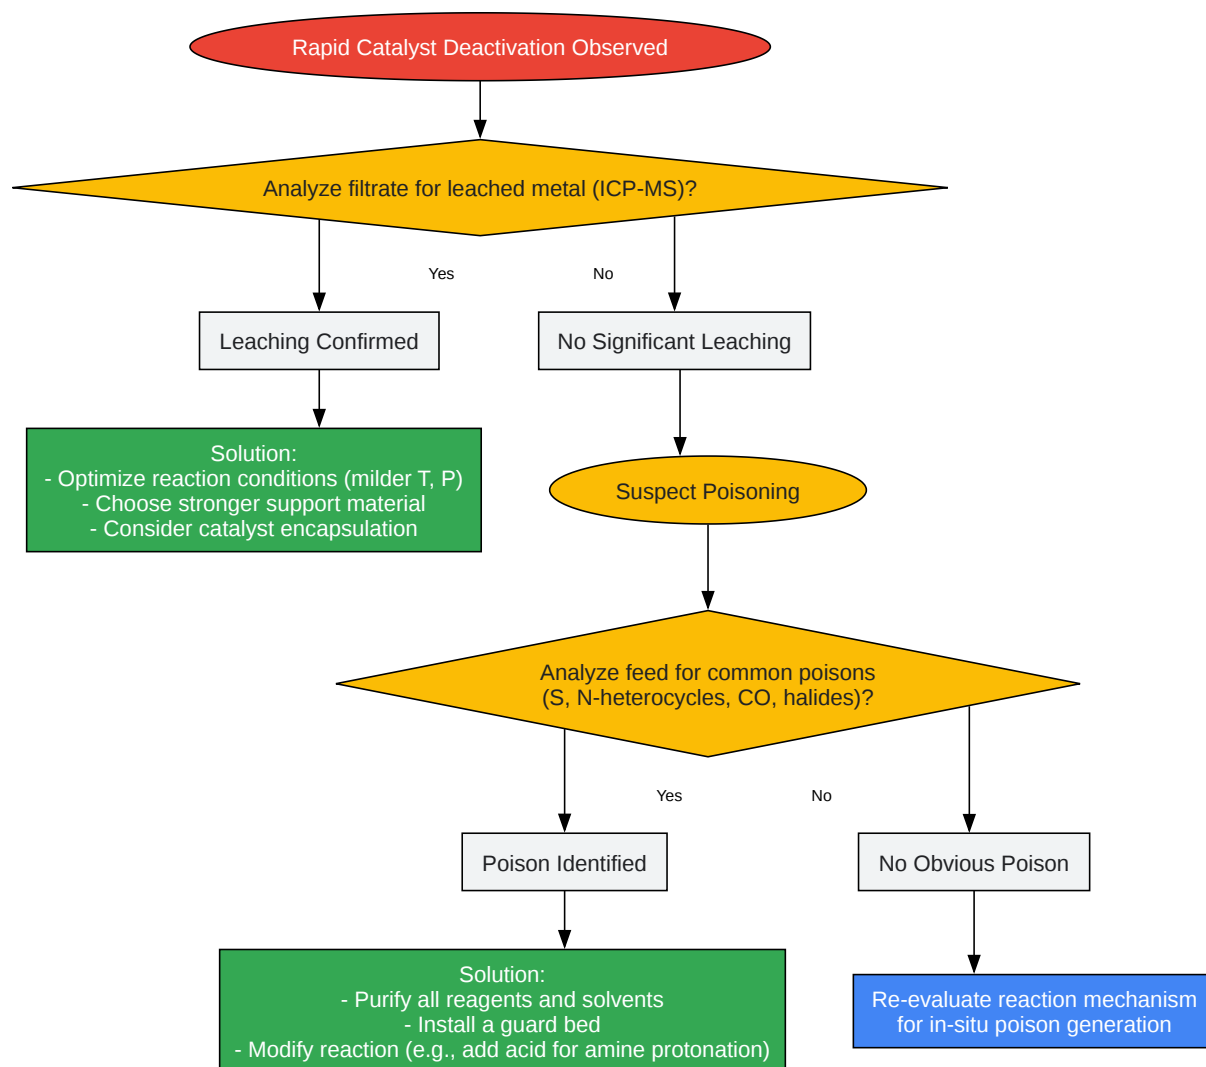 Rapid Catalyst Deactivation Observed
Analyze filtrate for leached metal (ICP-MS)?
Yes
No
Leaching Confirmed
No Significant Leaching
Solution:
- Optimize reaction conditions (milder T, P)
- Choose stronger support material
- Consider catalyst encapsulation
Suspect Poisoning
Analyze feed for common poisons
(S, N-heterocycles, CO, halides)?
Yes
No
Poison Identified
No Obvious Poison
Solution:
- Purify all reagents and solvents
- Install a guard bed
- Modify reaction (e.g., add acid for amine protonation)
Re-evaluate reaction mechanism
for in-situ poison generation